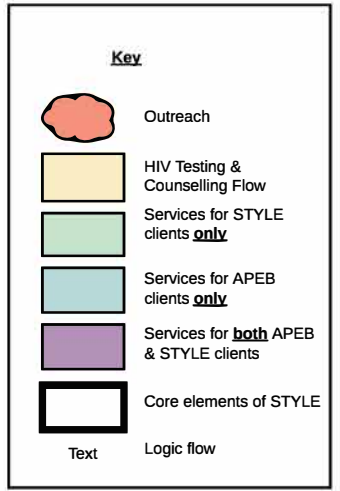 Key
Outreach
HIV Testing &
Counselling Flow
Services for STYLE
clients only
Services for APEB
clients only
Services for both APEB
& STYLE clients
Core elements of STYLE
Text
Logic flow